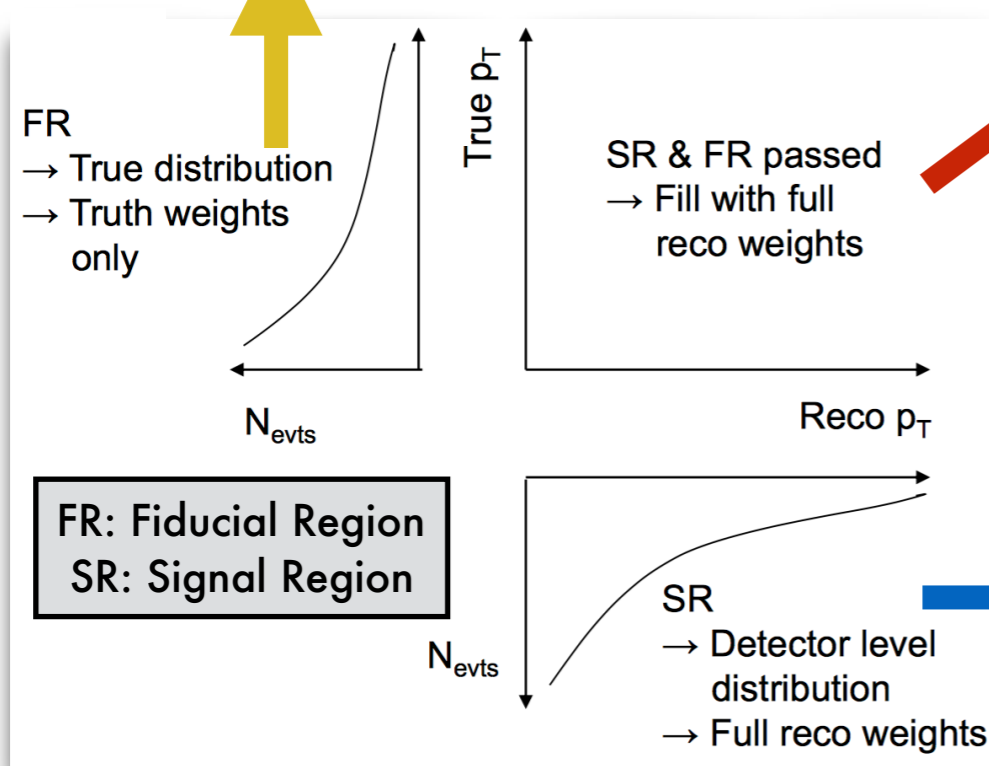 FR
→ True distribution
→ Truth weights
only
True pT
SR & FR passed
→ Fill with full
reco weights
Nevts
Reco pT
FR: Fiducial Region
SR: Signal Region
Nevts
SR
→ Detector level
distribution
→ Full reco weights